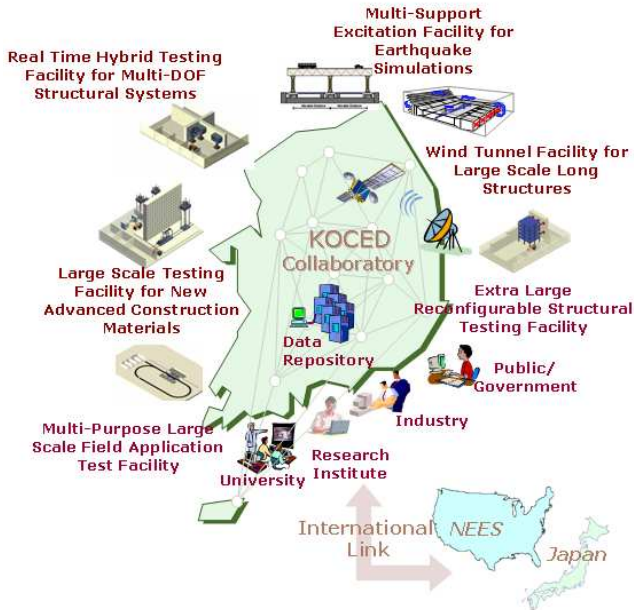 Multi-Support
Excitation Facility for
Earthquake
Simulations
Real Time Hybrid Testing
Facility for Multi-DOF
Structural Systems
Wind Tunnel Facility for
Large Scale Long
Structures
KOCED
Collaboratory
Large Scale Testing
Facility for New
Advanced Construction
Materials
Extra Large
Reconfigurable Structural
Testing Facility
Data
Repository
Public/
Government
Multi-Purpose Large
Scale Field Application
Test Facility
Industry
University
Research
Institute
International
Link
NEES
Japan